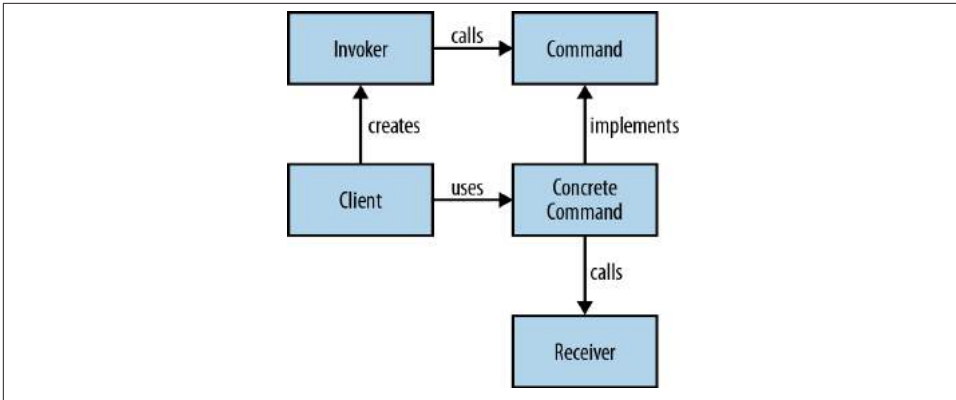 Invoker
calls
Command
creates
implements
Client
uses
Concrete
Command
calls
Receiver